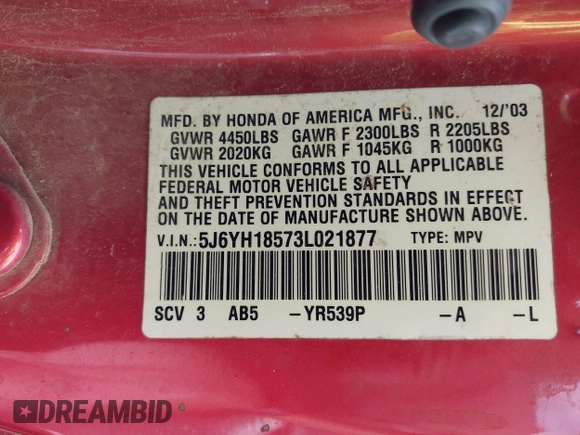 MFD. BY HONDA OF AMERICA MFG., INC. 12/'03
GVWR 4450LBS GAWR F 2300LBS R 2205LBS
GVWR 2020KG GAWR F 1045KG R 1000KG
THIS VEHICLE CONFORMS TO ALL APPLICABLE
FEDERAL MOTOR VEHICLE SAFETY
AND THEFT PREVENTION STANDARDS IN EFFECT
ON THE DATE OF MANUFACTURE SHOWN ABOVE.
V.I.N.: 5J6YH18573L021877 TYPE: MPV
SCV 3 AB5 -YR539P -A -L
DREAMBID